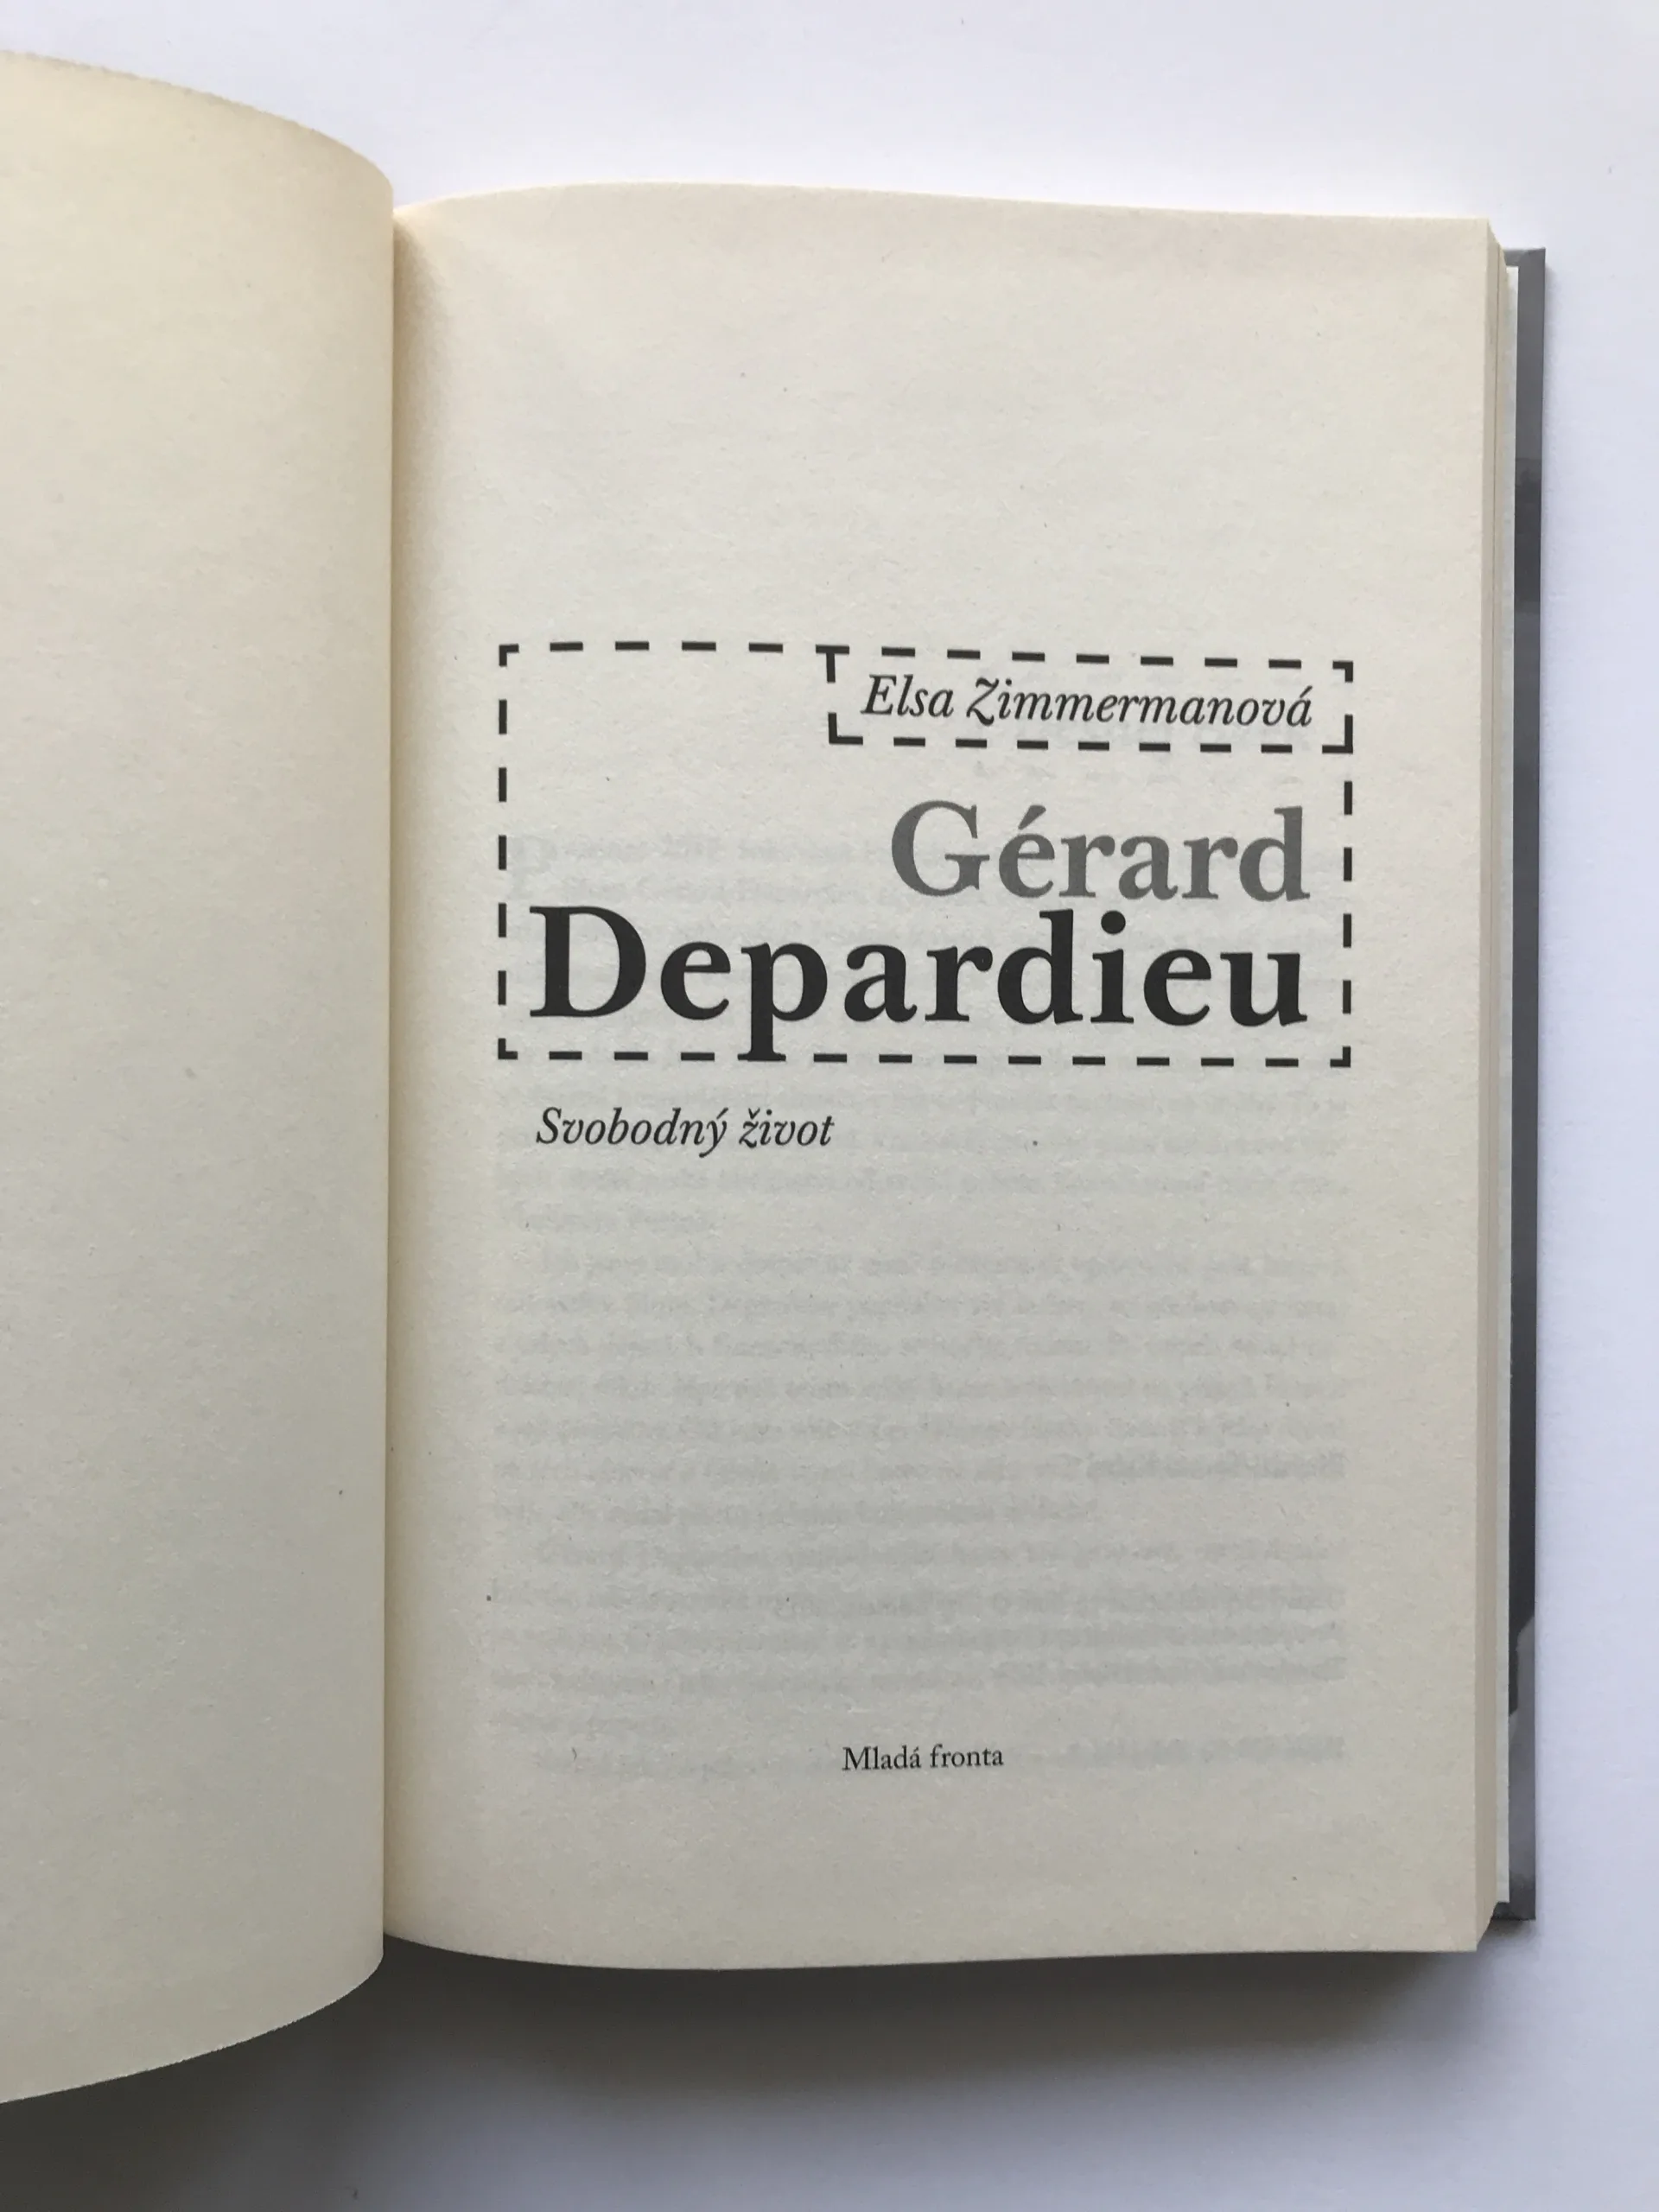 Elsa Zimmermanová
Gérard
Depardieu
Svobodný život
Mladá fronta